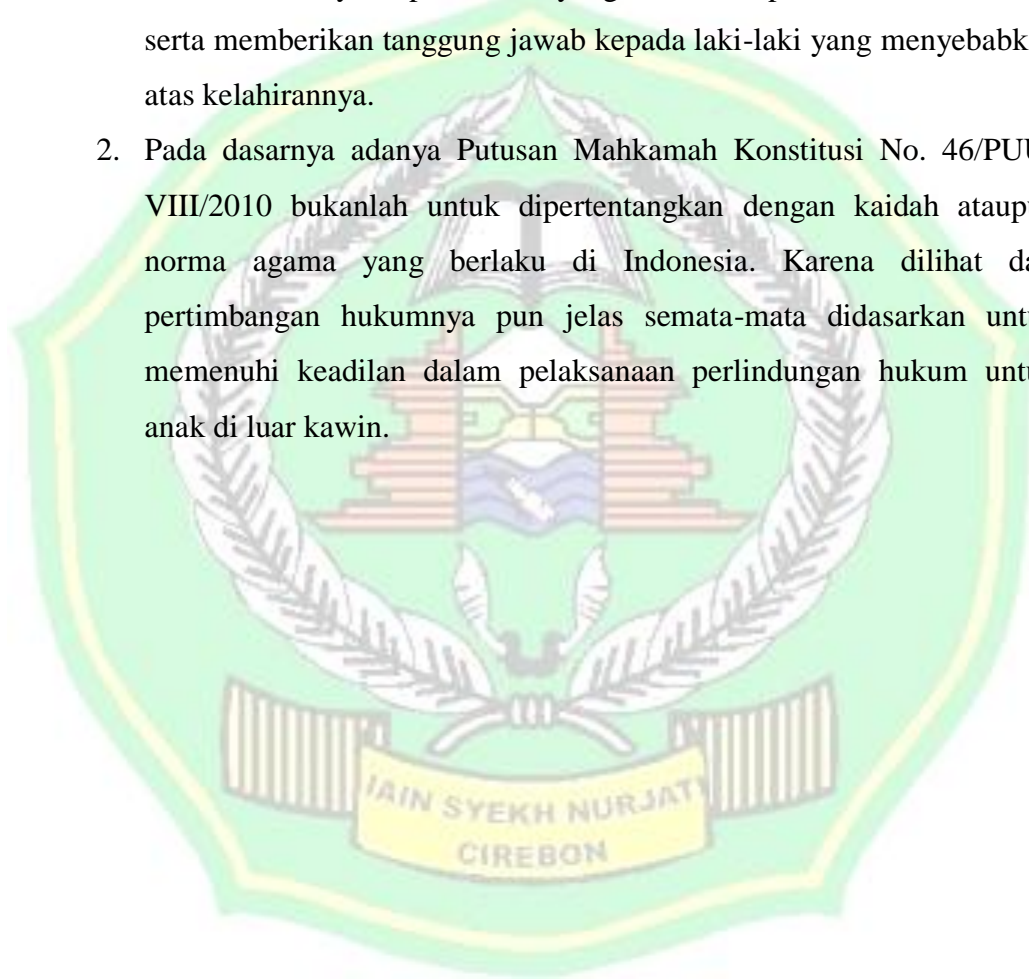 serta memberikan tanggung jawab kepada laki-laki yang menyebabk
atas kelahirannya.
2. Pada dasarnya adanya Putusan Mahkamah Konstitusi No. 46/PUU
VIII/2010 bukanlah untuk dipertentangkan dengan kaidah ataup
norma agama yang berlaku di Indonesia. Karena dilihat da
pertimbangan hukumnya pun jelas semata-mata didasarkan untu
memenuhi keadilan dalam pelaksanaan perlindungan hukum untu
anak di luar kawin.
IAIN SYEKH NURJATI
CIREBON